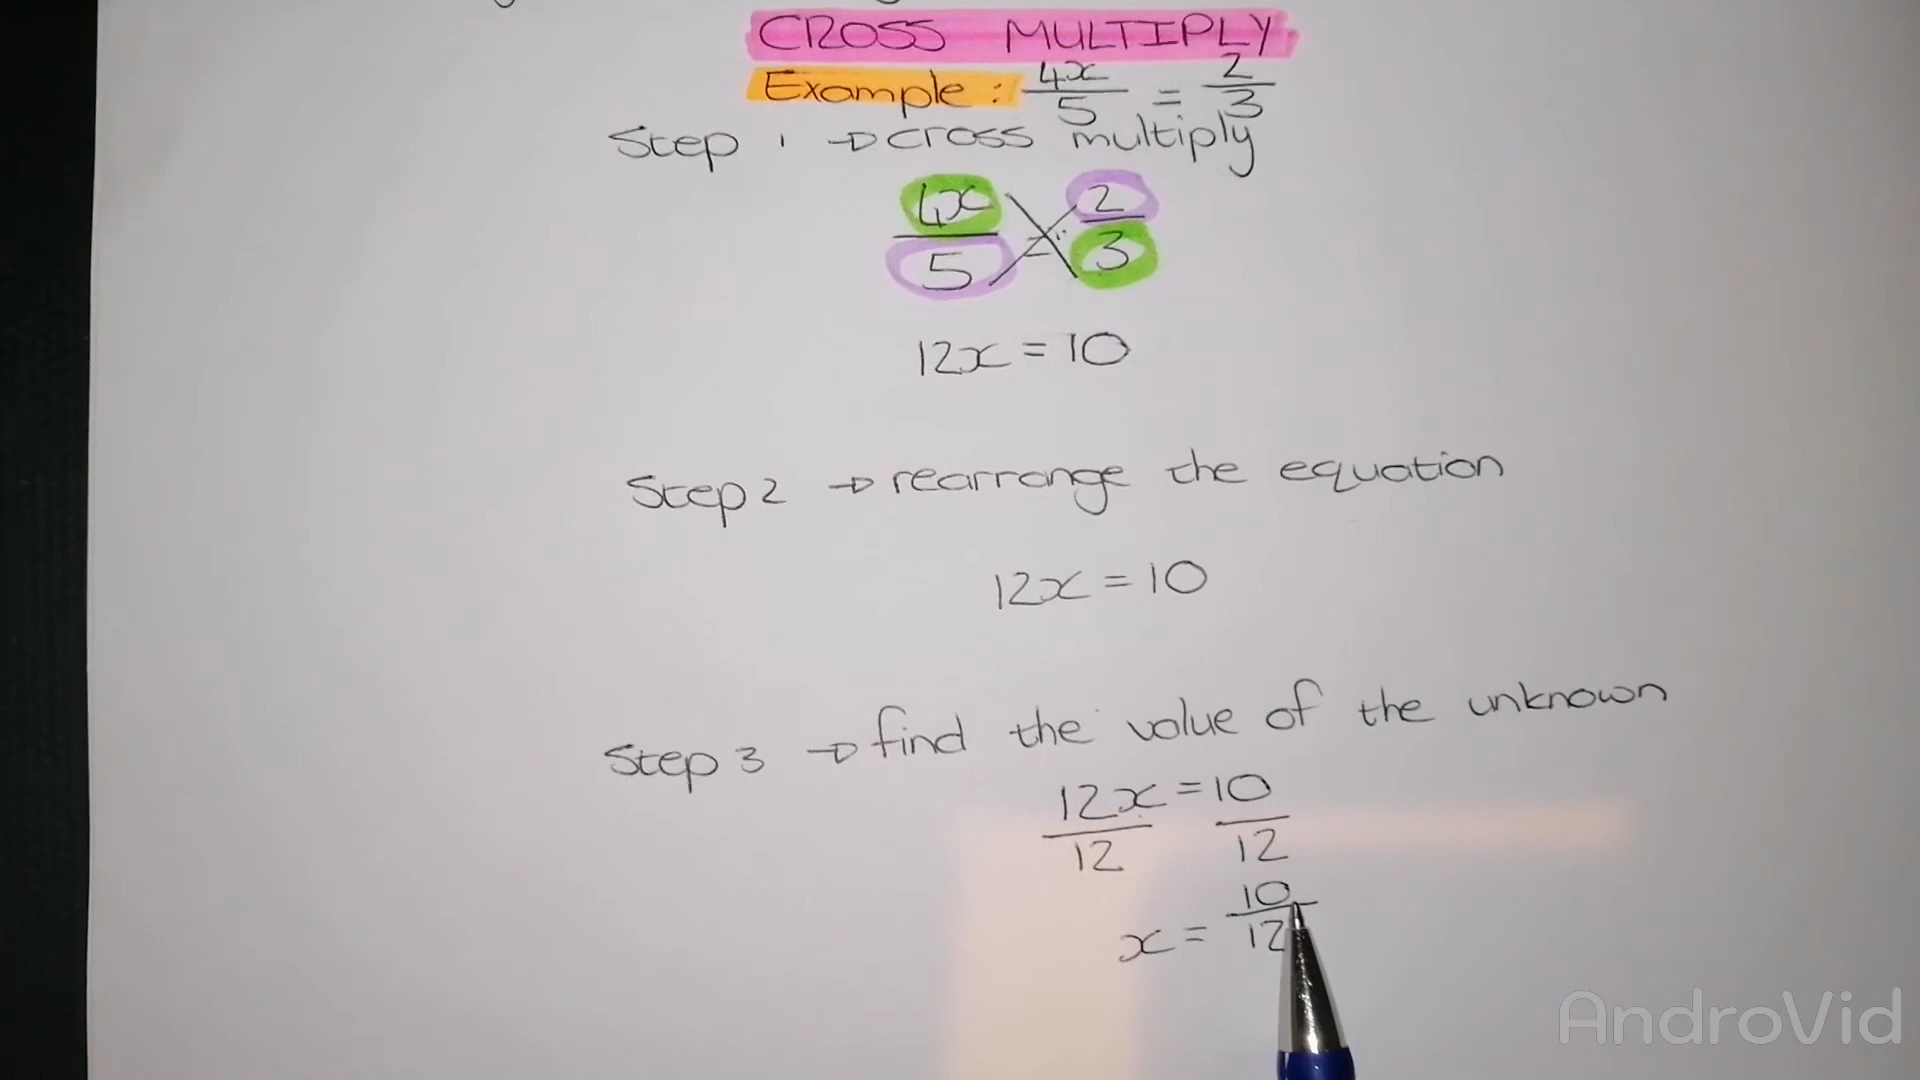 CROSS MULTIPLY
Example: 4x/5 = 2/3
Step 1 → cross multiply
4x/5 = 2/3
12x = 10
Step 2 → rearrange the equation
12x = 10
Step 3 → find the value of the unknown
12x/12 = 10/12
x = 10/12
AndroVid